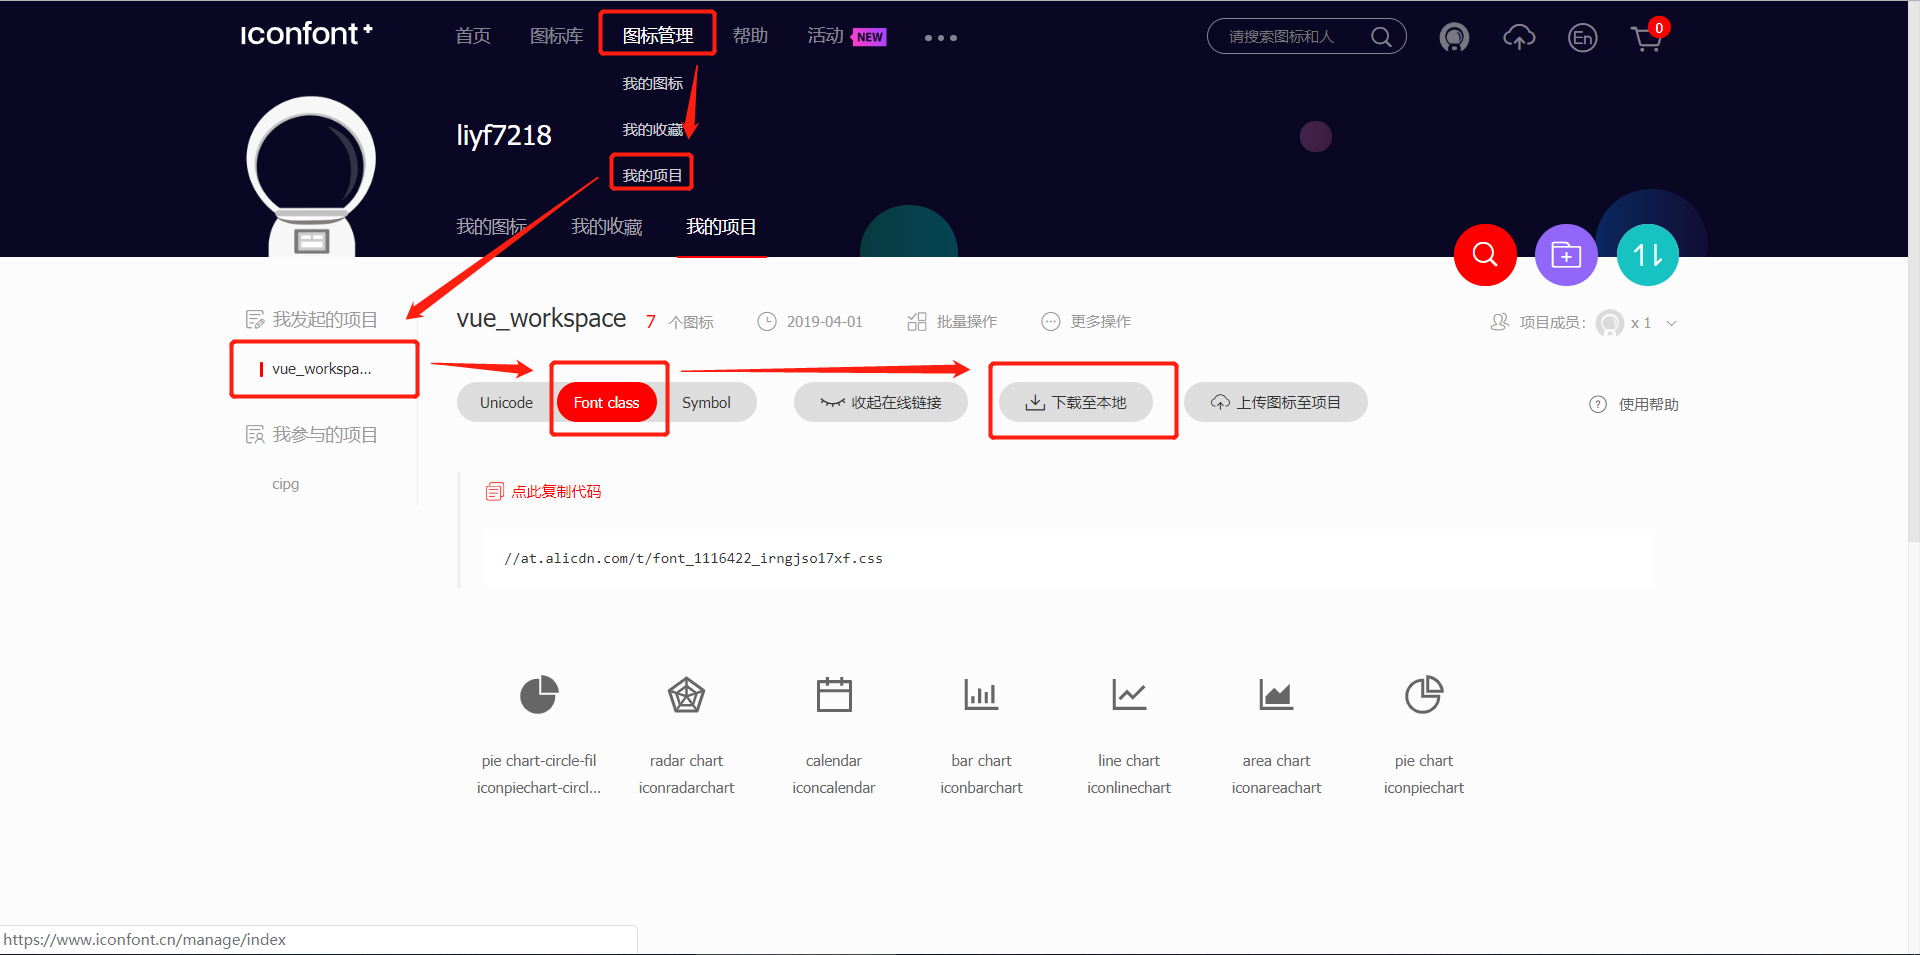 iconfont+
首页 图标库 图标管理 帮助 活动 NEW
请搜索图标和人 En 0
我的图标
我的收藏
我的项目
liyf7218
我的图标 我的收藏 我的项目
我发起的项目
vue_workspa...
我参与的项目
cipg
vue_workspace 7 个图标 2019-04-01 批量操作 更多操作 项目成员: x 1
Unicode Font class Symbol 收起在线链接 下载至本地 上传图标至项目 使用帮助
点此复制代码
//at.alicdn.com/t/font_1116422_irngjso17xf.css
pie chart-circle-fil radar chart calendar bar chart line chart area chart pie chart
iconpiechart-circl... iconradarchart iconcalendar iconbarchart iconlinechart iconareachart iconpiechart
https://www.iconfont.cn/manage/index